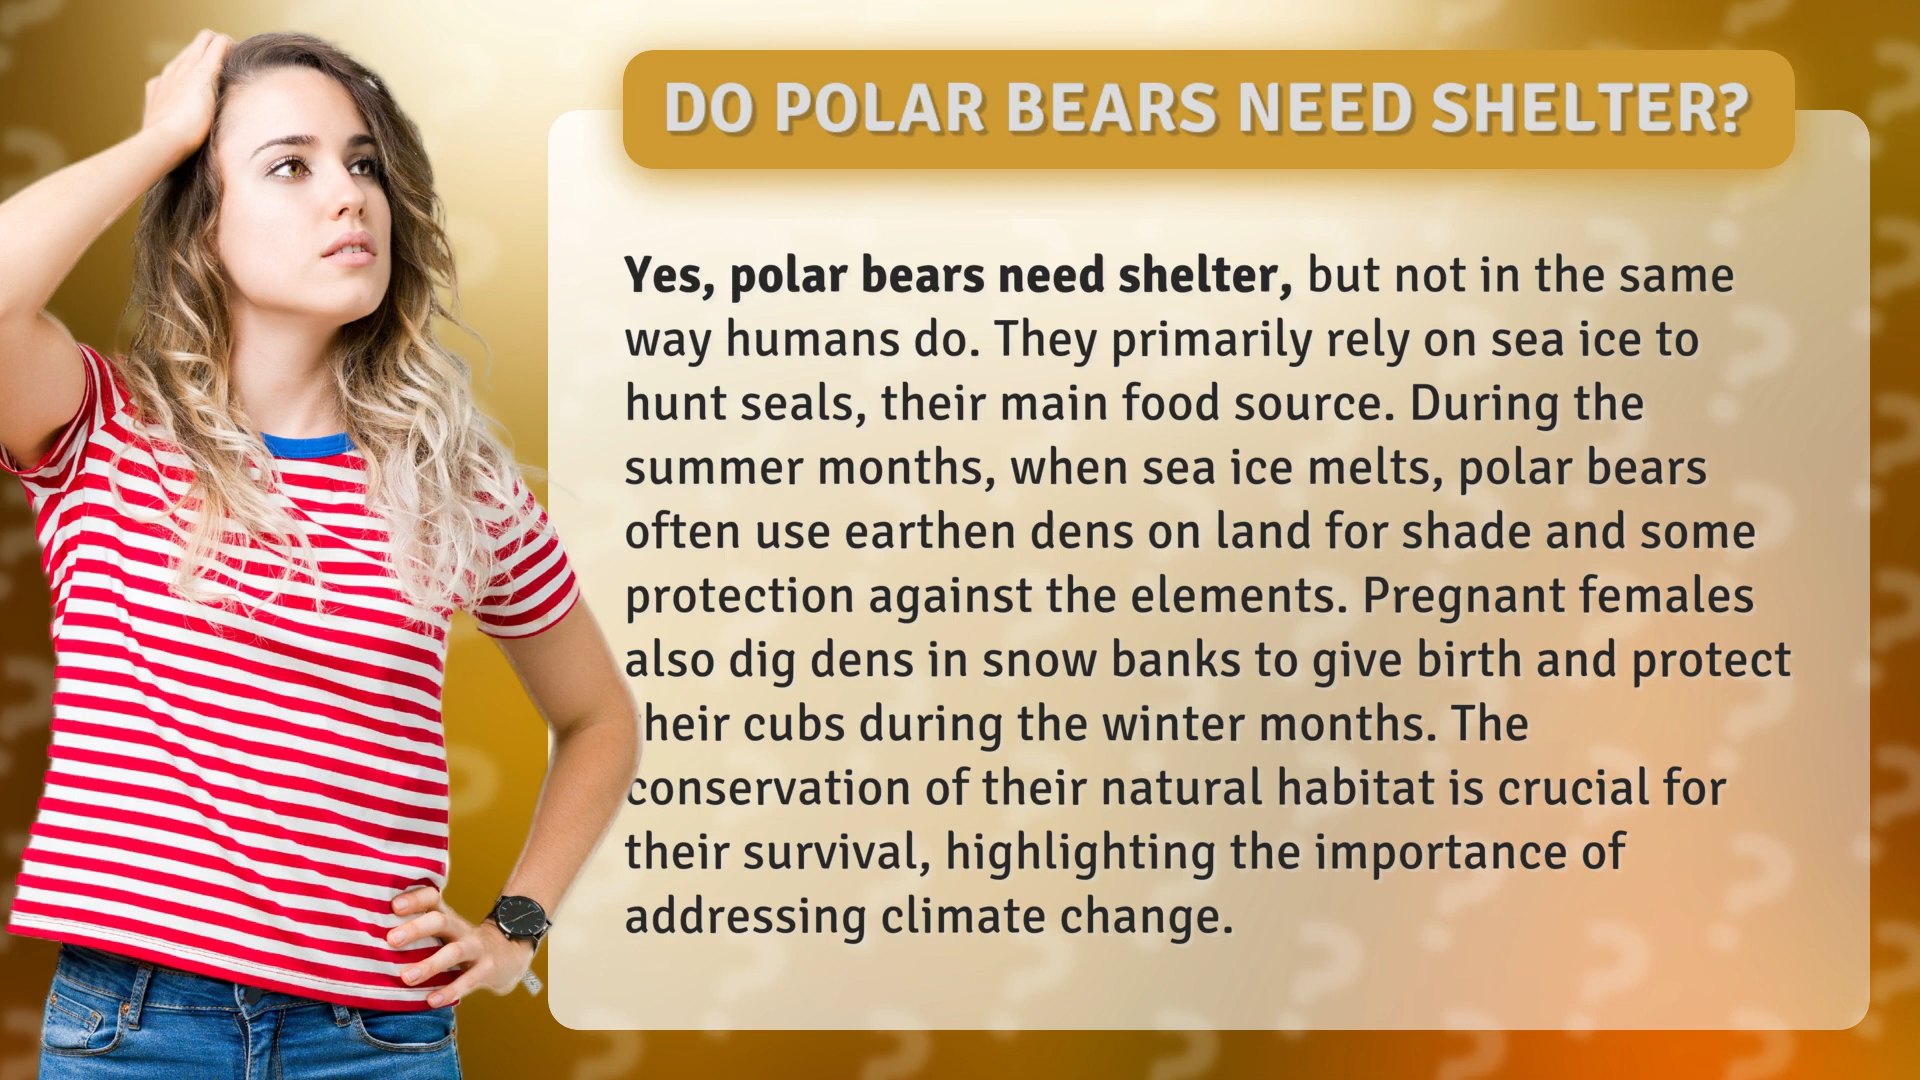 DO POLAR BEARS NEED SHELTER?
Yes, polar bears need shelter, but not in the same
way humans do. They primarily rely on sea ice to
hunt seals, their main food source. During the
summer months, when sea ice melts, polar bears
often use earthen dens on land for shade and some
protection against the elements. Pregnant females
also dig dens in snow banks to give birth and protect
their cubs during the winter months. The
conservation of their natural habitat is crucial for
their survival, highlighting the importance of
addressing climate change.